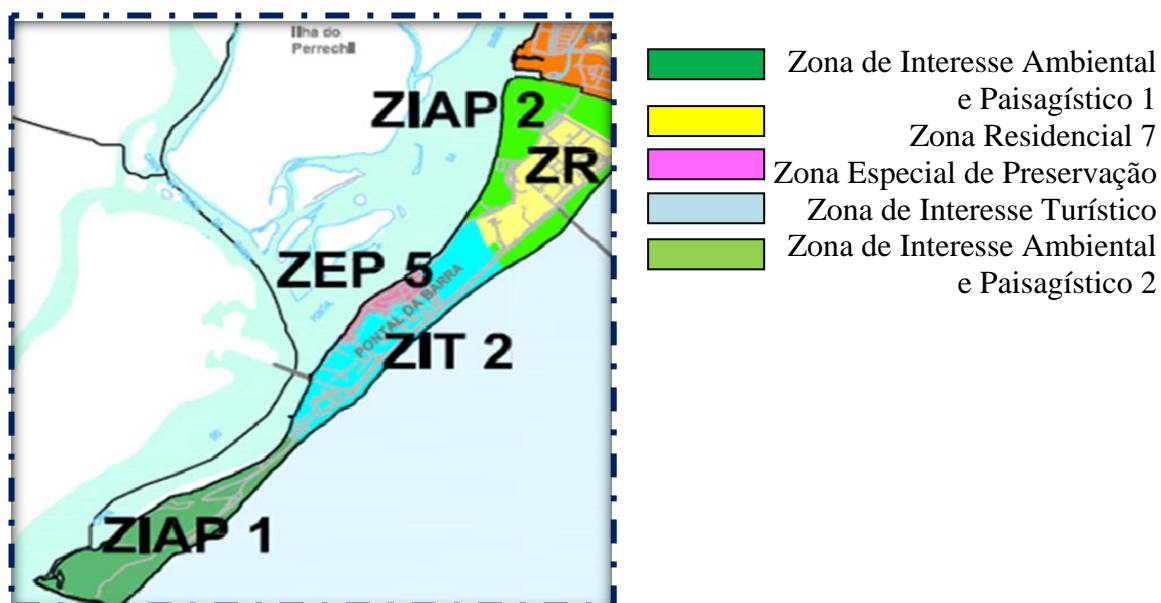 Ilha do
Perrechil
ZIAP 2
ZR
ZEP 5
PONTAL DA BARRA
ZIT 2
ZIAP 1
Zona de Interesse Ambiental
e Paisagístico 1
Zona Residencial 7
Zona Especial de Preservação
Zona de Interesse Turístico
Zona de Interesse Ambiental
e Paisagístico 2